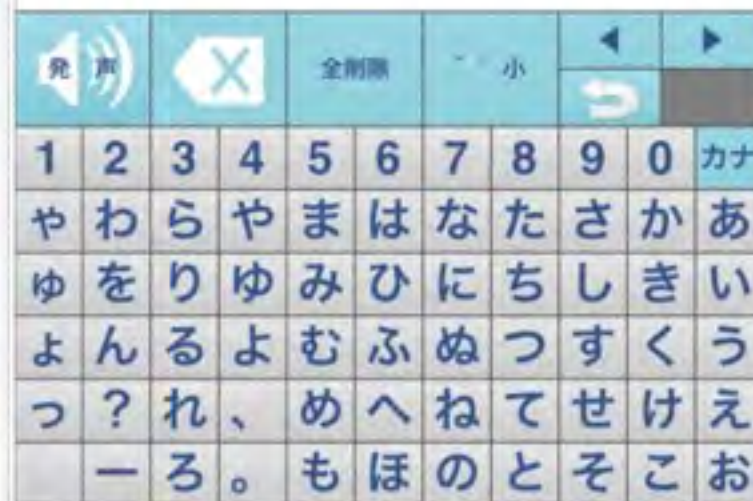 発声 全削除 ゛゜小 ◀ ▶
1 2 3 4 5 6 7 8 9 0 カナ
ゃ わ ら や ま は な た さ か あ
ゅ を り ゆ み ひ に ち し き い
ょ ん る よ む ふ ぬ つ す く う
っ ? れ 、 め へ ね て せ け え
ー ろ 。 も ほ の と そ こ お